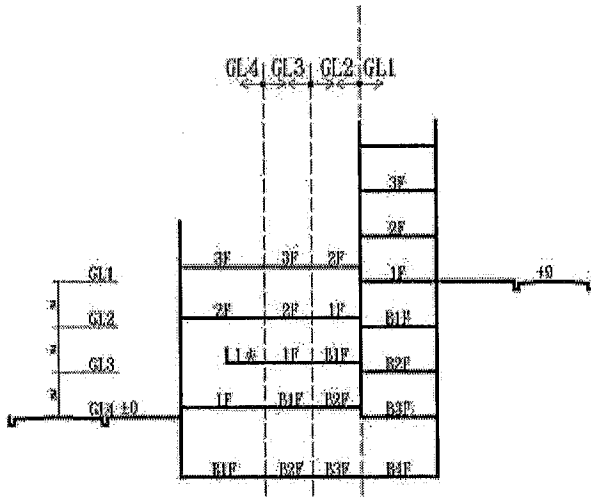 GL4 GL3 GL2 GL1
3F
2F
3F 3F 2F
1F ±0
GL1
2F 2F 1F
B1F
GL2
1F B1F
B2F
GL3
GL4 ±0
1F B1F B2F
B3F
B1F B2F B3F B4F